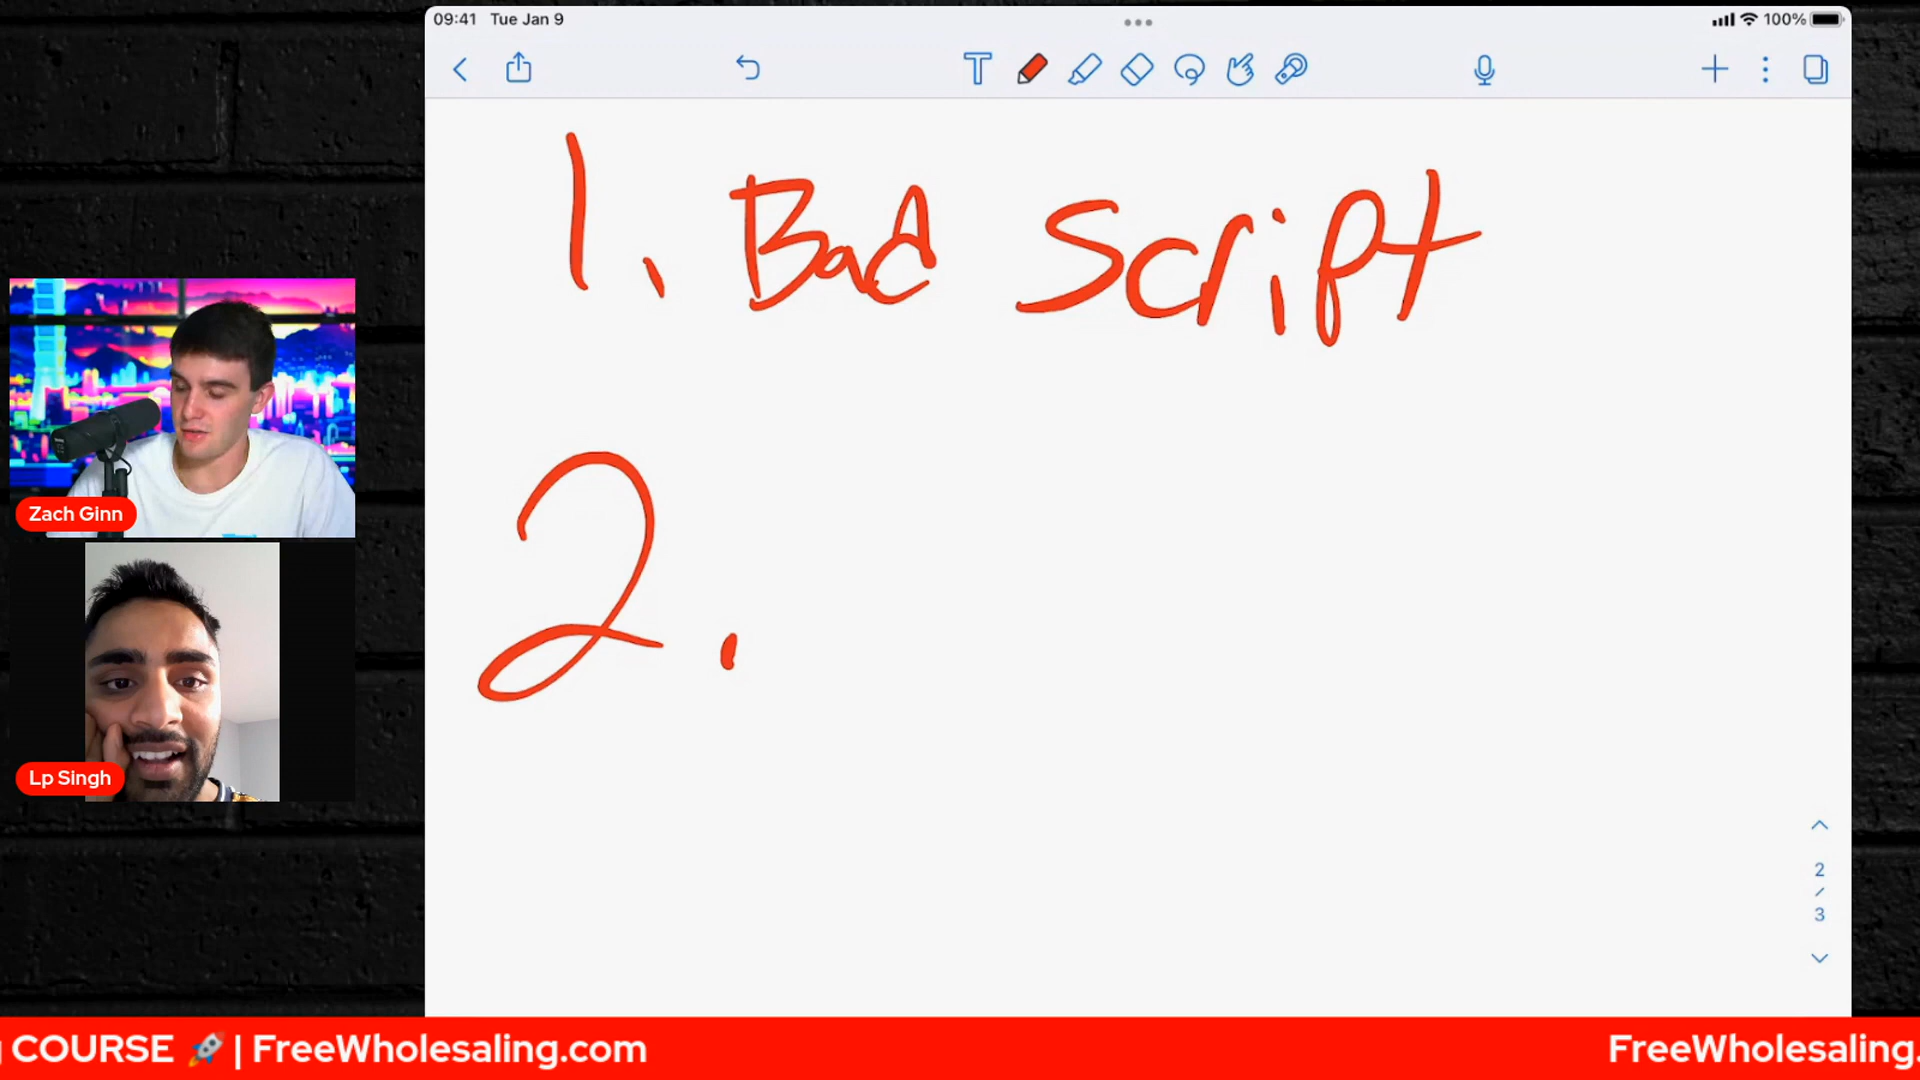 09:41 Tue Jan 9
100%
T
1. Bad Script
2.
Zach Ginn
Lp Singh
2
/
3
COURSE 🚀 | FreeWholesaling.com
FreeWholesaling.